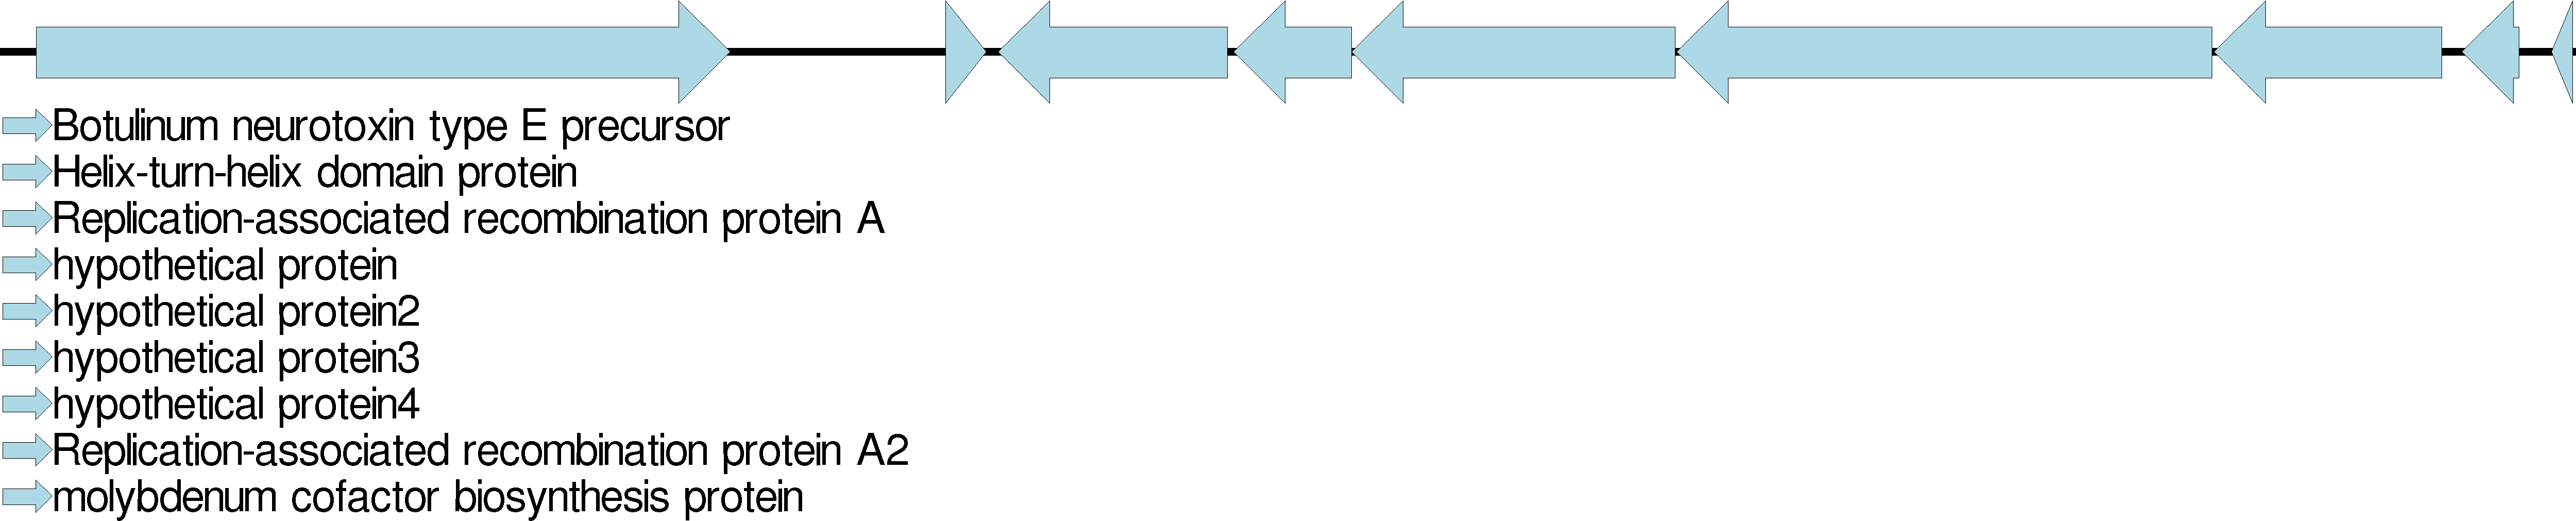 Botulinum neurotoxin type E precursor
Helix-turn-helix domain protein
Replication-associated recombination protein A
hypothetical protein
hypothetical protein2
hypothetical protein3
hypothetical protein4
Replication-associated recombination protein A2
molybdenum cofactor biosynthesis protein